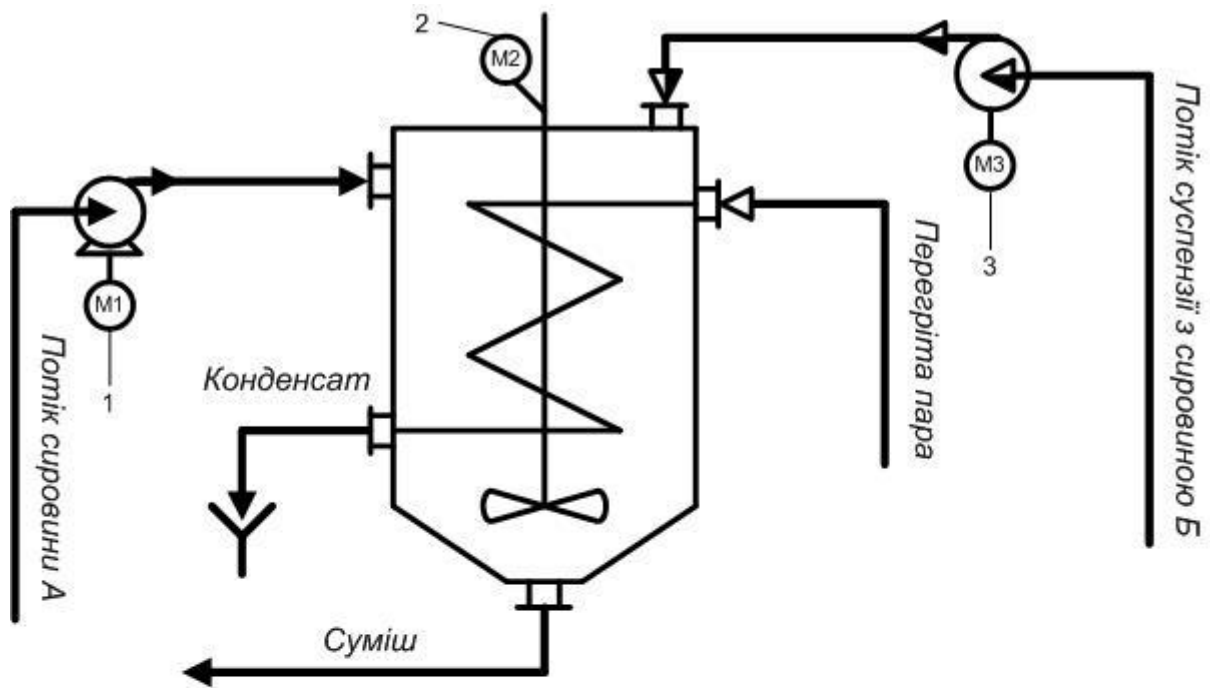 2
M2
M3
3
M1
1
Потік сировини А
Конденсат
Перегріта пара
Потік суспензії з сировиною Б
Суміш